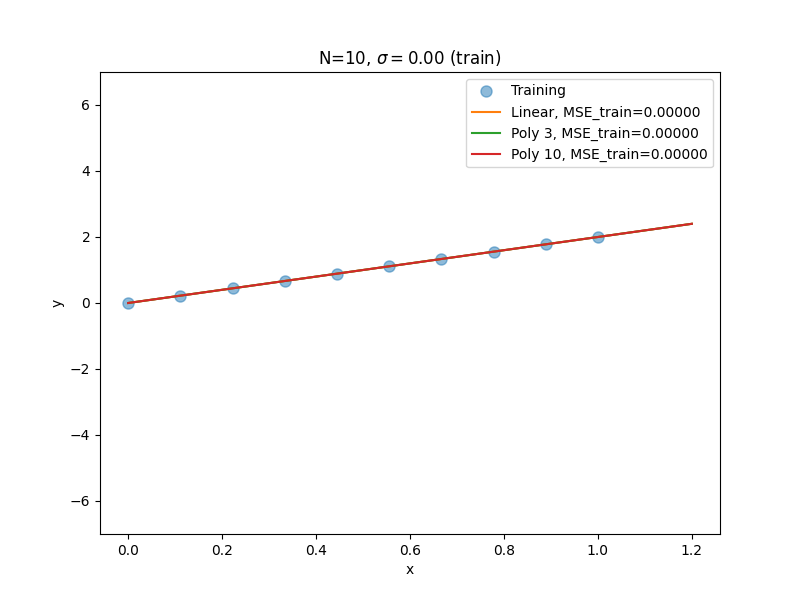 N=10, σ = 0.00 (train)
Training
Linear, MSE_train=0.00000
Poly 3, MSE_train=0.00000
Poly 10, MSE_train=0.00000
y
6
4
2
0
−2
−4
−6
0.0 0.2 0.4 0.6 0.8 1.0 1.2
x